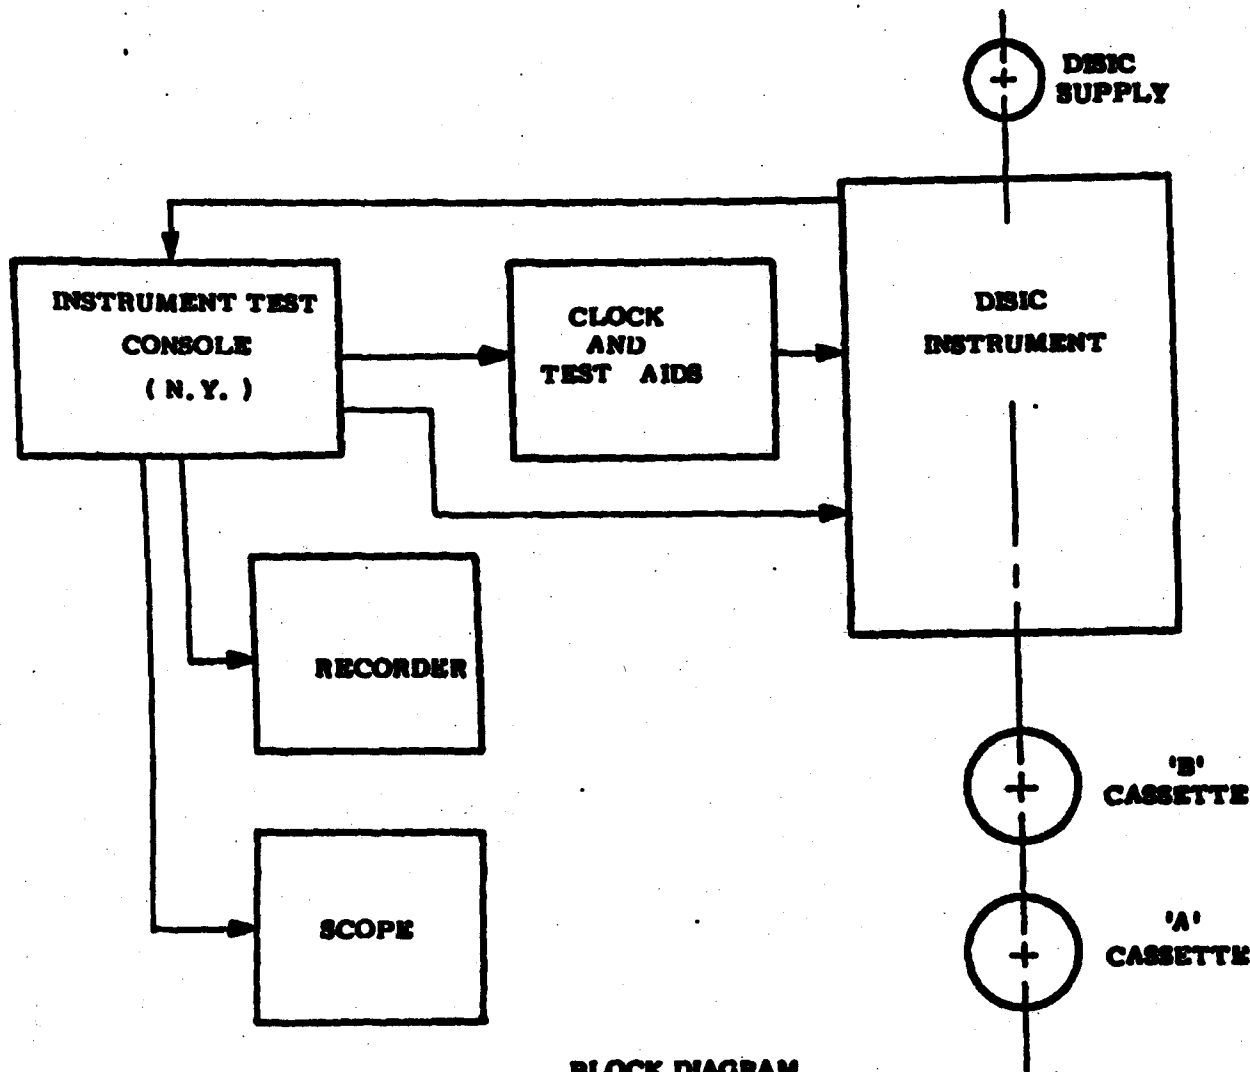 DISIC
SUPPLY
INSTRUMENT TEST
CONSOLE
( N.Y. )
CLOCK
AND
TEST AIDS
DISIC
INSTRUMENT
RECORDER
'B'
CASSETTE
SCOPE
'A'
CASSETTE
BLOCK DIAGRAM